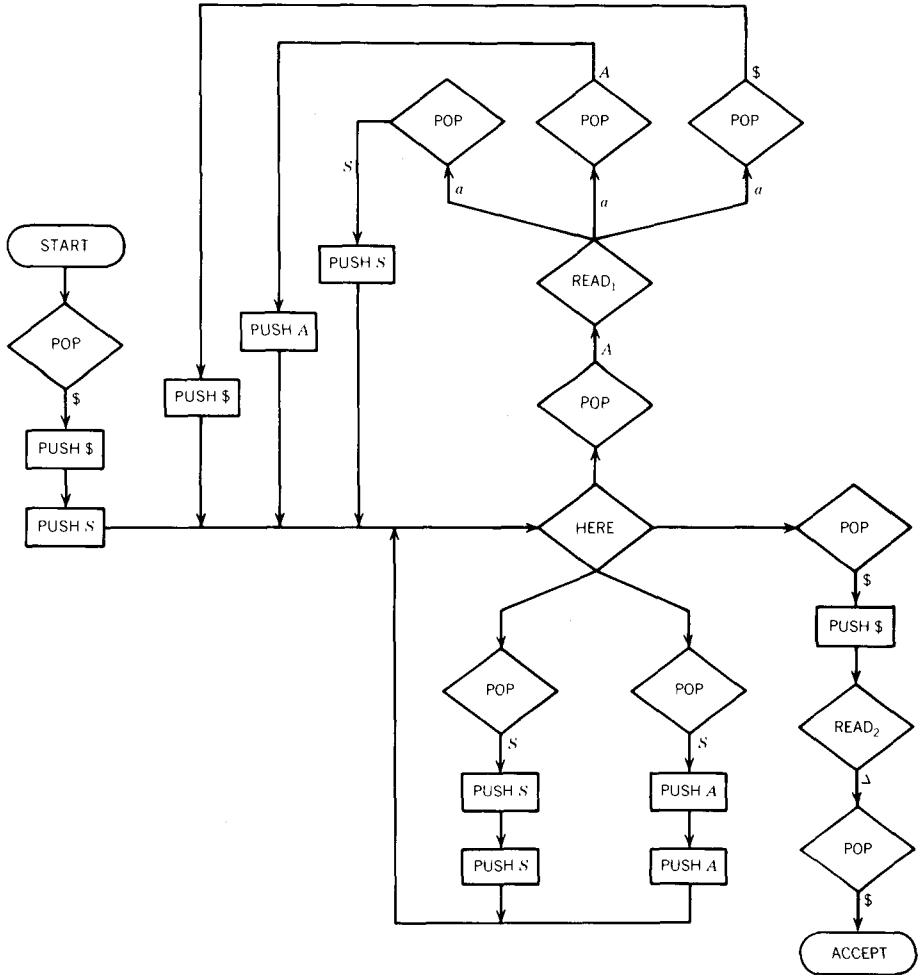 $
A
$
POP
POP
POP
S
a
a
a
START
PUSH S
READ₁
PUSH A
POP
A
PUSH $
POP
$
PUSH $
PUSH S
HERE
POP
$
PUSH $
POP
POP
READ₂
S
S
Δ
PUSH S
PUSH A
POP
PUSH S
PUSH A
$
ACCEPT